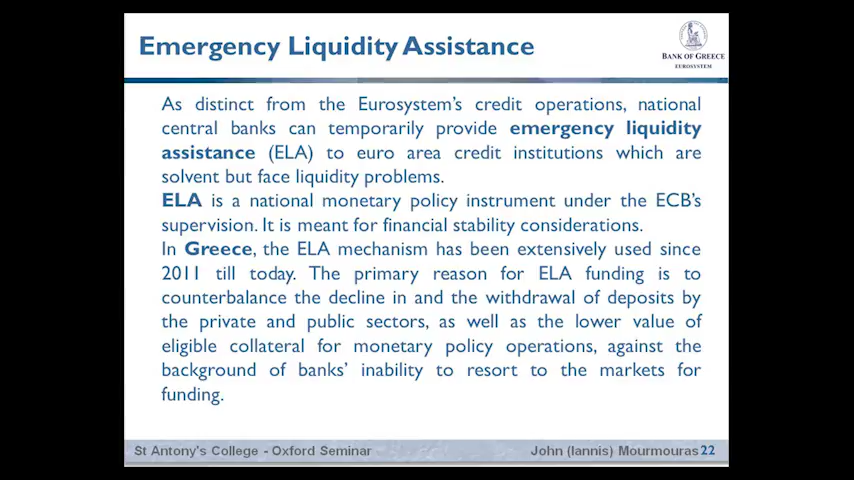 Emergency Liquidity Assistance
BANK OF GREECE
EUROSYSTEM
As distinct from the Eurosystem's credit operations, national
central banks can temporarily provide emergency liquidity
assistance (ELA) to euro area credit institutions which are
solvent but face liquidity problems.
ELA is a national monetary policy instrument under the ECB's
supervision. It is meant for financial stability considerations.
In Greece, the ELA mechanism has been extensively used since
2011 till today. The primary reason for ELA funding is to
counterbalance the decline in and the withdrawal of deposits by
the private and public sectors, as well as the lower value of
eligible collateral for monetary policy operations, against the
background of banks' inability to resort to the markets for
funding.
St Antony's College - Oxford Seminar
John (Iannis) Mourmouras 22